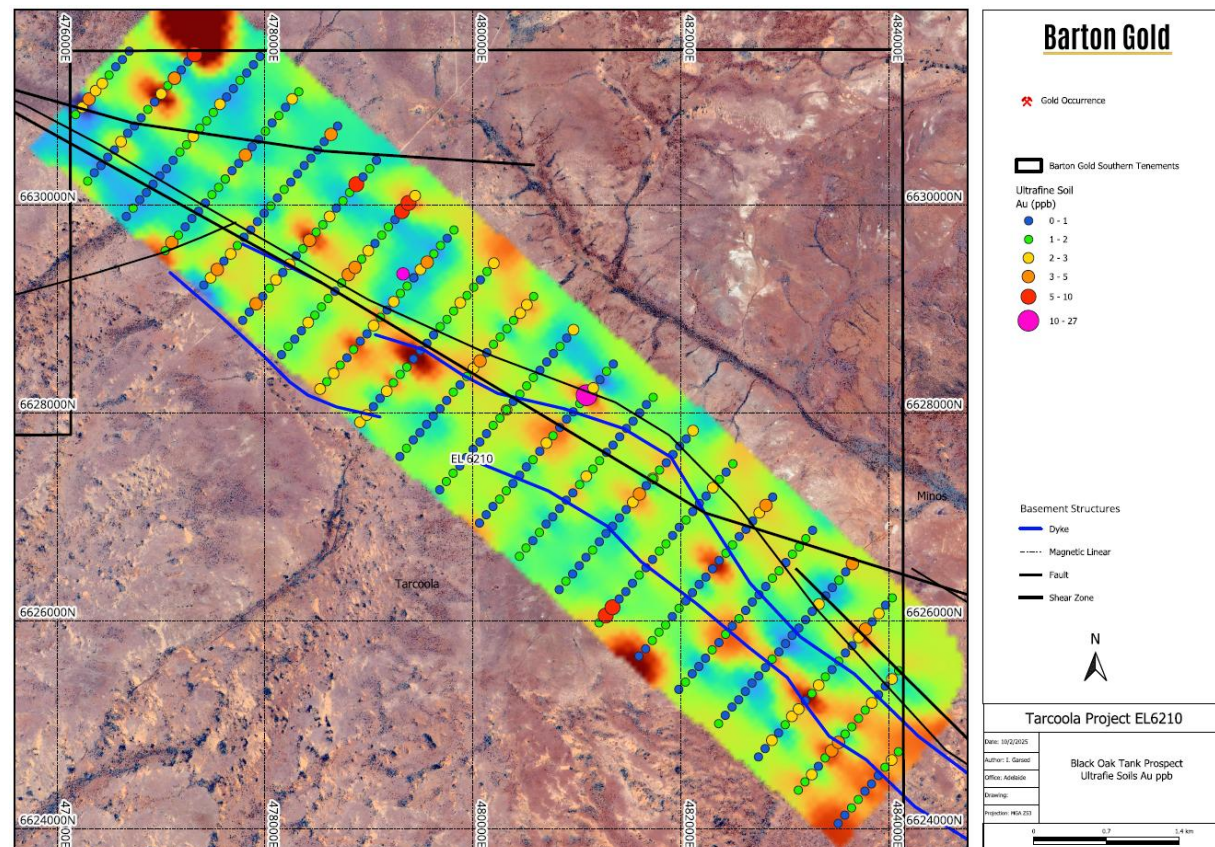 476000E
478000E
480000E
482000E
484000E
6630000N
6630000N
6628000N
6628000N
EL 6210
Minos
Tarcoola
6626000N
6626000N
6624000N
6624000N
476000E
478000E
480000E
482000E
484000E
Barton Gold
Gold Occurrence
Barton Gold Southern Tenements
Ultrafine Soil
Au (ppb)
0 - 1
1 - 2
2 - 3
3 - 5
5 - 10
10 - 27
Basement Structures
Dyke
Magnetic Linear
Fault
Shear Zone
N
Tarcoola Project EL6210
Date: 10/2/2025
Author: I. Garsed
Office: Adelaide
Drawing:
Projection: MGA Z53
Black Oak Tank Prospect
Ultrafie Soils Au ppb
0 0.7 1.4 km